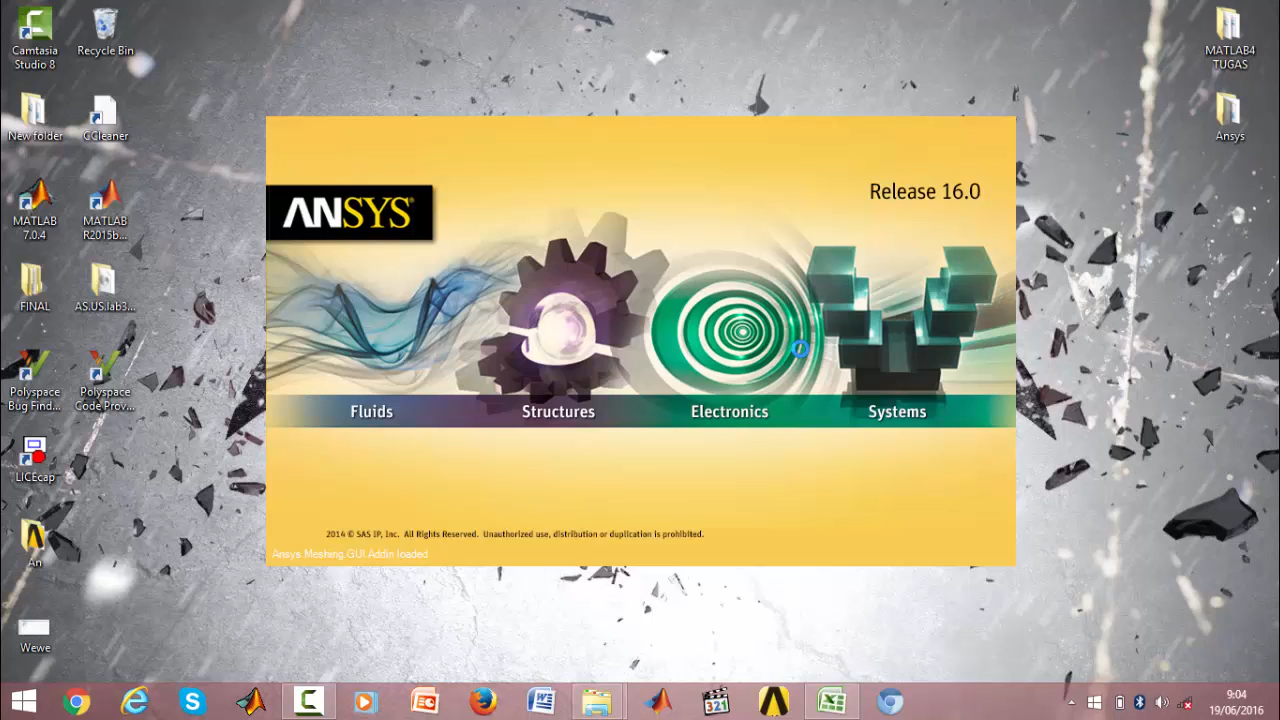 Camtasia
Studio 8
Recycle Bin
New folder
CCleaner
MATLAB
7.0.4
MATLAB
R2015b...
FINAL
AS.US.lab3...
Polyspace
Bug Find...
Polyspace
Code Prov...
LICEcap
An
Wewe
MATLAB4
TUGAS
Ansys
ANSYS®
Release 16.0
Fluids
Structures
Electronics
Systems
2014 © SAS IP, Inc. All Rights Reserved. Unauthorized use, distribution or duplication is prohibited.
Ansys.Meshing.GUI.Addin loaded
321
9:04
19/06/2016